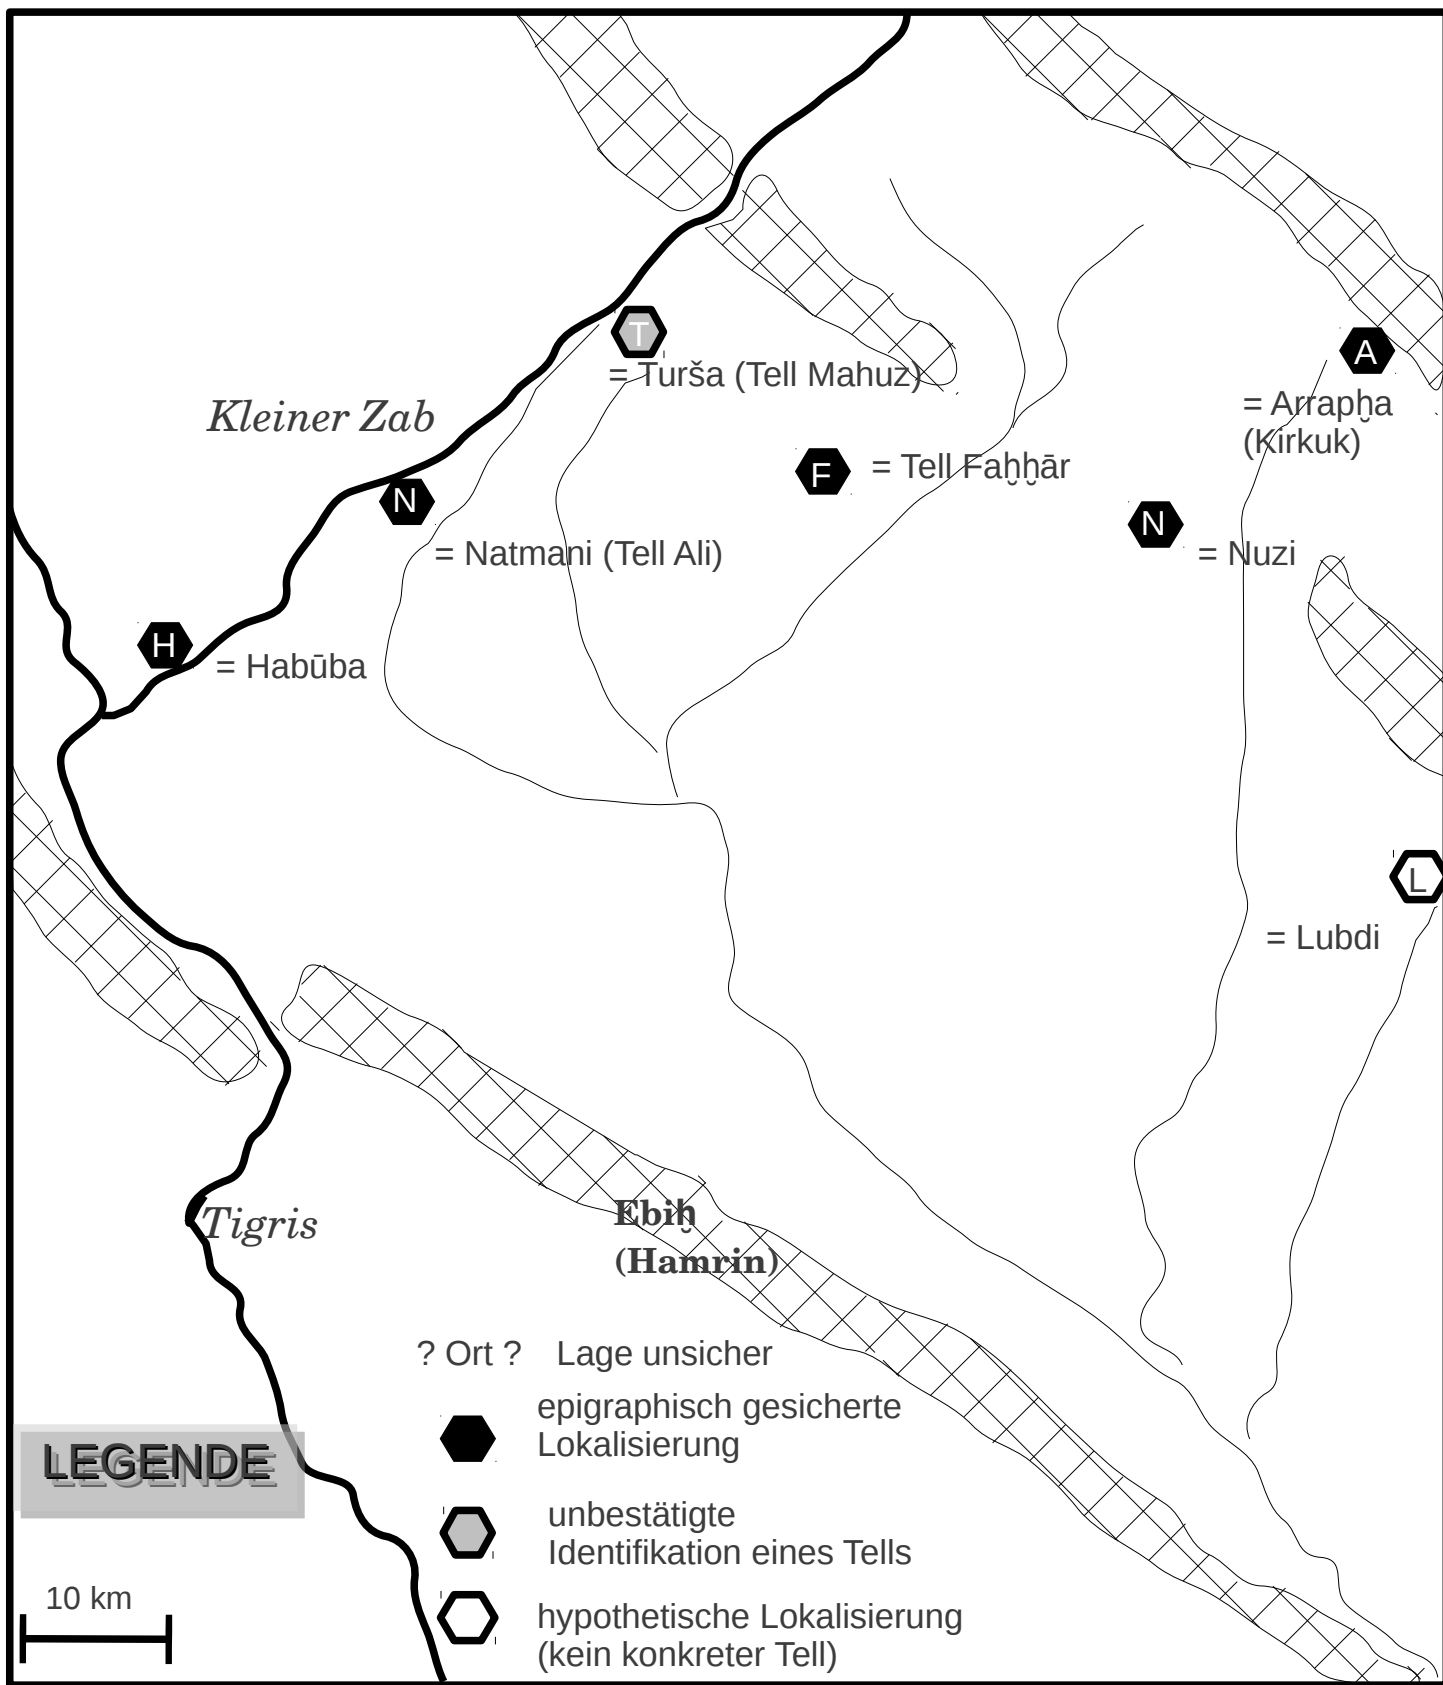 T
= Turša (Tell Mahuz)
A
= Arrapḫa
(Kirkuk)
Kleiner Zab
F
= Tell Faḫḫār
N
= Natmani (Tell Ali)
N
= Nuzi
H
= Habūba
L
= Lubdi
Tigris
Ebiḫ
(Hamrin)
? Ort ? Lage unsicher
epigraphisch gesicherte
Lokalisierung
LEGENDE
unbestätigte
Identifikation eines Tells
10 km
hypothetische Lokalisierung
(kein konkreter Tell)